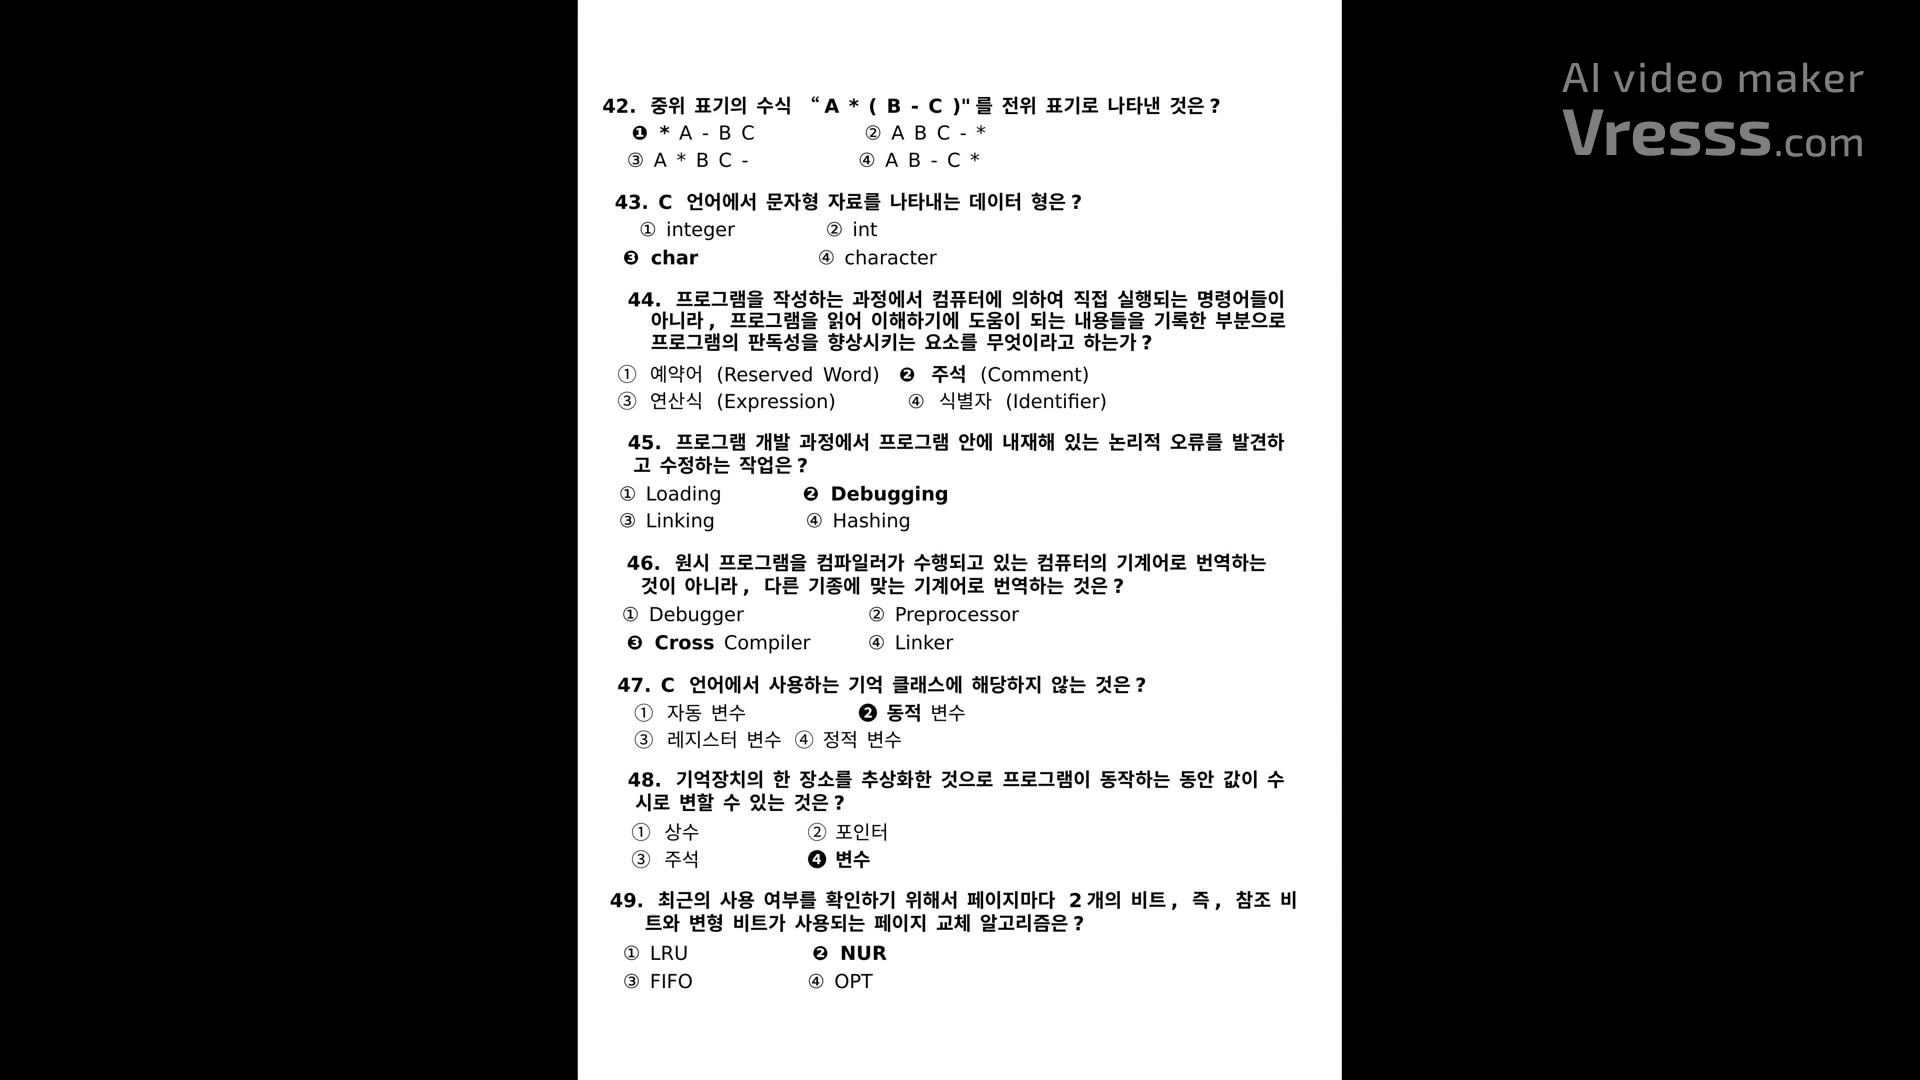 AI video maker
Vresss.com
42. 중위 표기의 수식 “A * ( B - C )"를 전위 표기로 나타낸 것은?
❶ * A - B C ② A B C - *
③ A * B C - ④ A B - C *
43. C 언어에서 문자형 자료를 나타내는 데이터 형은?
① integer ② int
❸ char ④ character
44. 프로그램을 작성하는 과정에서 컴퓨터에 의하여 직접 실행되는 명령어들이
아니라, 프로그램을 읽어 이해하기에 도움이 되는 내용들을 기록한 부분으로
프로그램의 판독성을 향상시키는 요소를 무엇이라고 하는가?
① 예약어 (Reserved Word) ❷ 주석 (Comment)
③ 연산식 (Expression) ④ 식별자 (Identifier)
45. 프로그램 개발 과정에서 프로그램 안에 내재해 있는 논리적 오류를 발견하
고 수정하는 작업은?
① Loading ❷ Debugging
③ Linking ④ Hashing
46. 원시 프로그램을 컴파일러가 수행되고 있는 컴퓨터의 기계어로 번역하는
것이 아니라, 다른 기종에 맞는 기계어로 번역하는 것은?
① Debugger ② Preprocessor
❸ Cross Compiler ④ Linker
47. C 언어에서 사용하는 기억 클래스에 해당하지 않는 것은?
① 자동 변수 ❷ 동적 변수
③ 레지스터 변수 ④ 정적 변수
48. 기억장치의 한 장소를 추상화한 것으로 프로그램이 동작하는 동안 값이 수
시로 변할 수 있는 것은?
① 상수 ② 포인터
③ 주석 ❹ 변수
49. 최근의 사용 여부를 확인하기 위해서 페이지마다 2개의 비트, 즉, 참조 비
트와 변형 비트가 사용되는 페이지 교체 알고리즘은?
① LRU ❷ NUR
③ FIFO ④ OPT